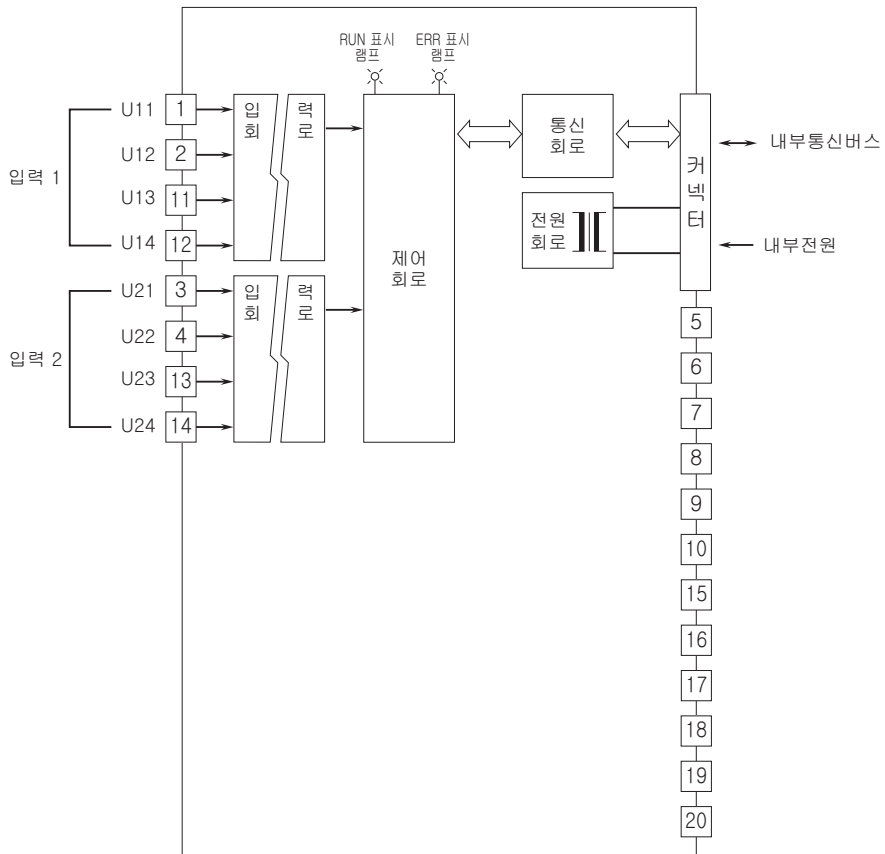 RUN 표시
램프
ERR 표시
램프
입력 1
U11 1
U12 2
U13 11
U14 12
입 력
회 로
입력 2
U21 3
U22 4
U23 13
U24 14
입 력
회 로
제어
회로
통신
회로
전원
회로
커
넥
터
내부통신버스
내부전원
5
6
7
8
9
10
15
16
17
18
19
20